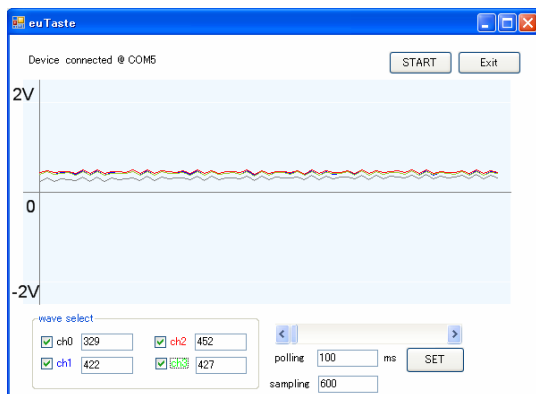 euTaste
Device connected @ COM5
START
Exit
2V
0
-2V
wave select
ch0 329
ch2 452
ch1 422
427
polling 100 ms
SET
sampling 600